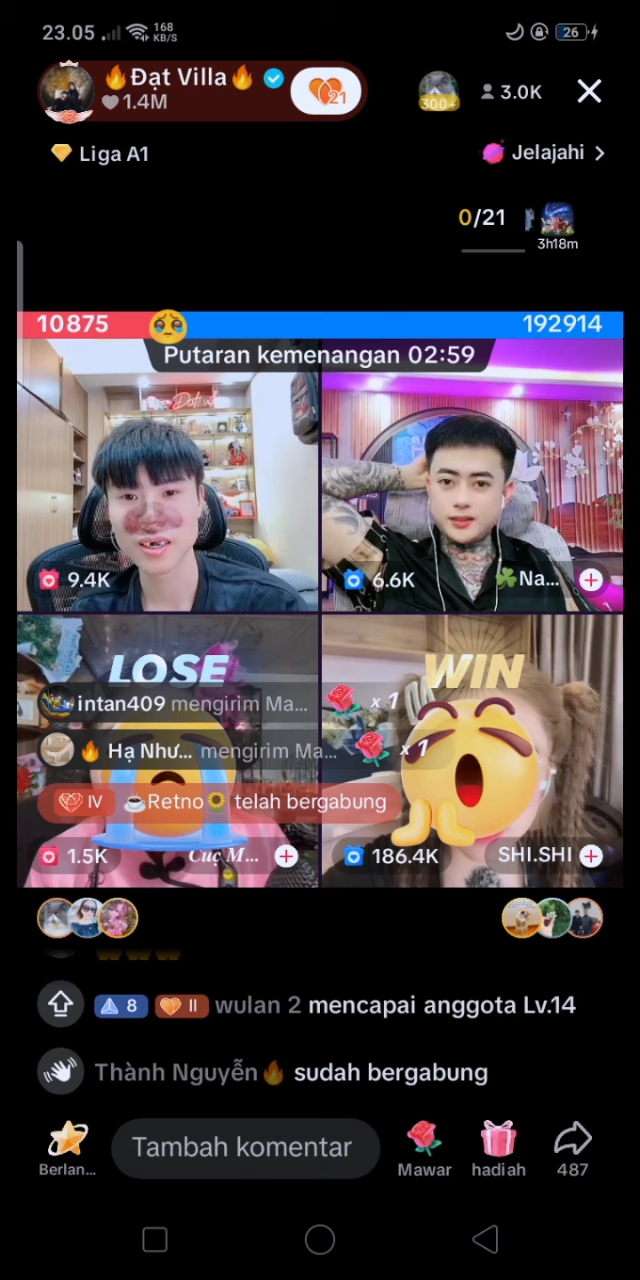 23.05
168
KB/S
26
🔥Đạt Villa🔥
1.4M
21
300+
3.0K
Liga A1
Jelajahi
0/21
3h18m
10875
192914
Putaran kemenangan 02:59
9.4K
6.6K
☘Na...
LOSE
WIN
intan409 mengirim Ma...
x 1
🔥 Hạ Như... mengirim Ma...
x 1
IV
☕Retno🌻 telah bergabung
1.5K
Cúc M...
186.4K
SHI.SHI
8
II
wulan 2 mencapai anggota Lv.14
Thành Nguyễn🔥 sudah bergabung
Berlan...
Tambah komentar
Mawar
hadiah
487